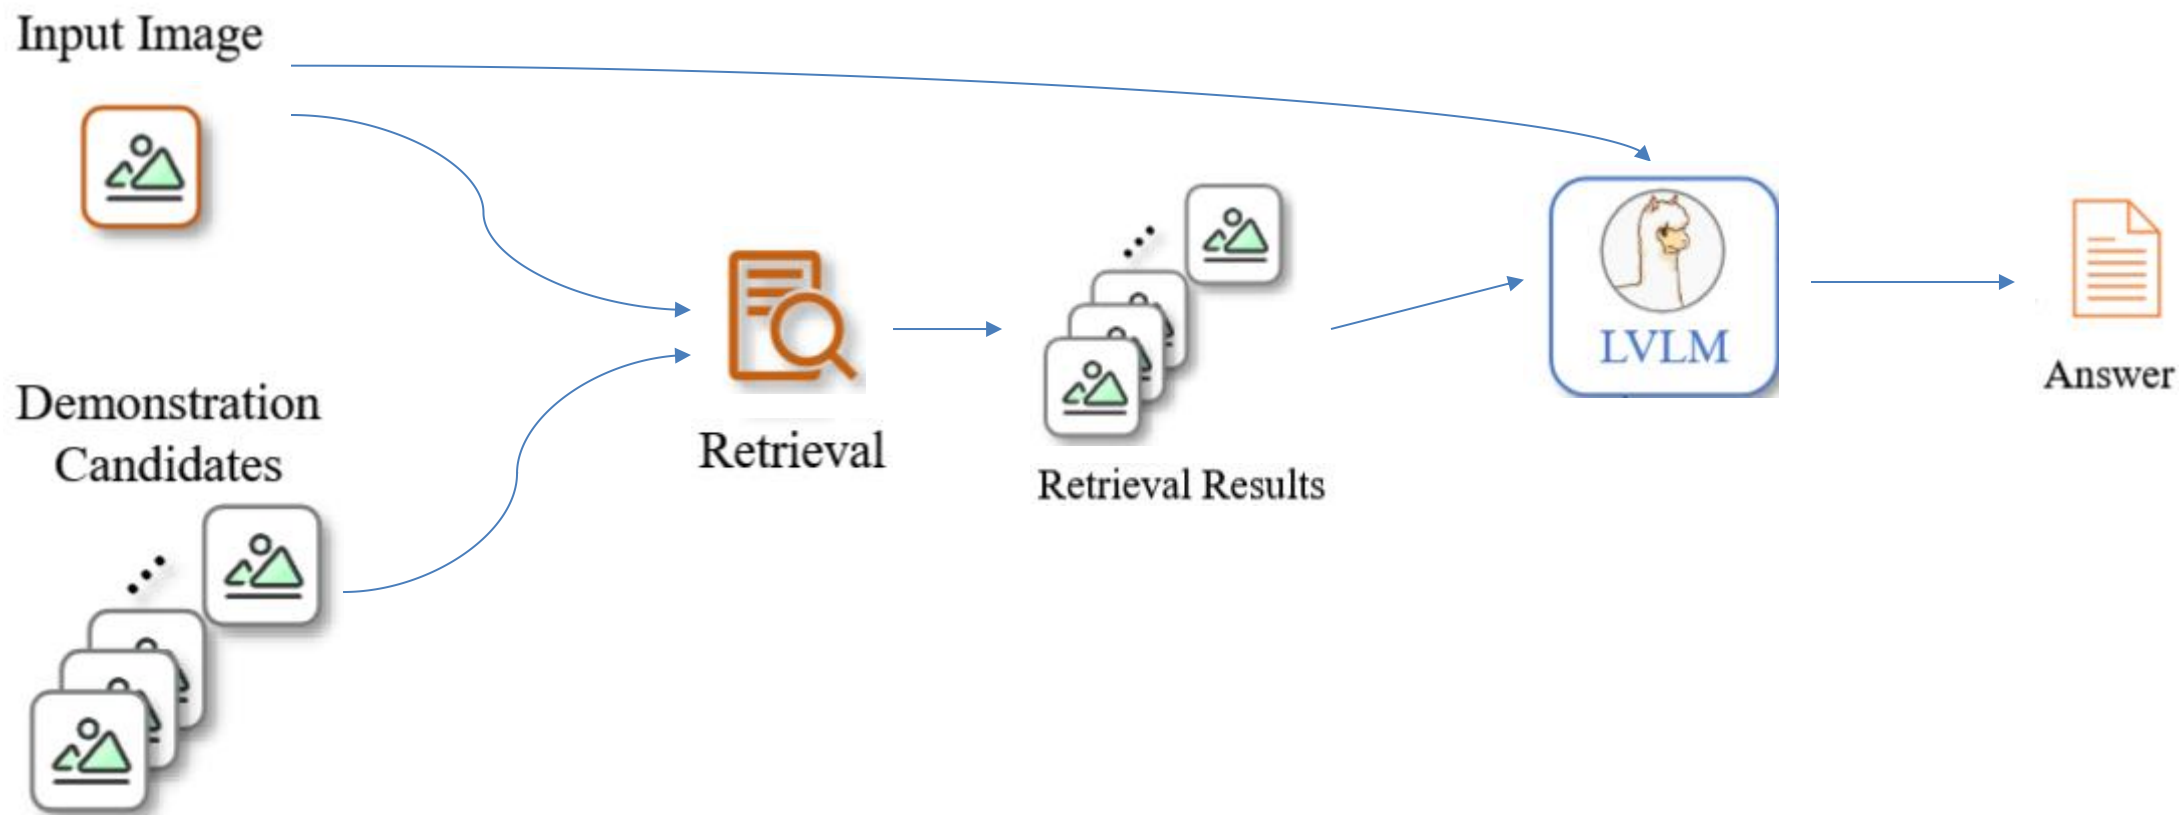 Input Image
Demonstration
Candidates
Retrieval
Retrieval Results
LVLM
Answer